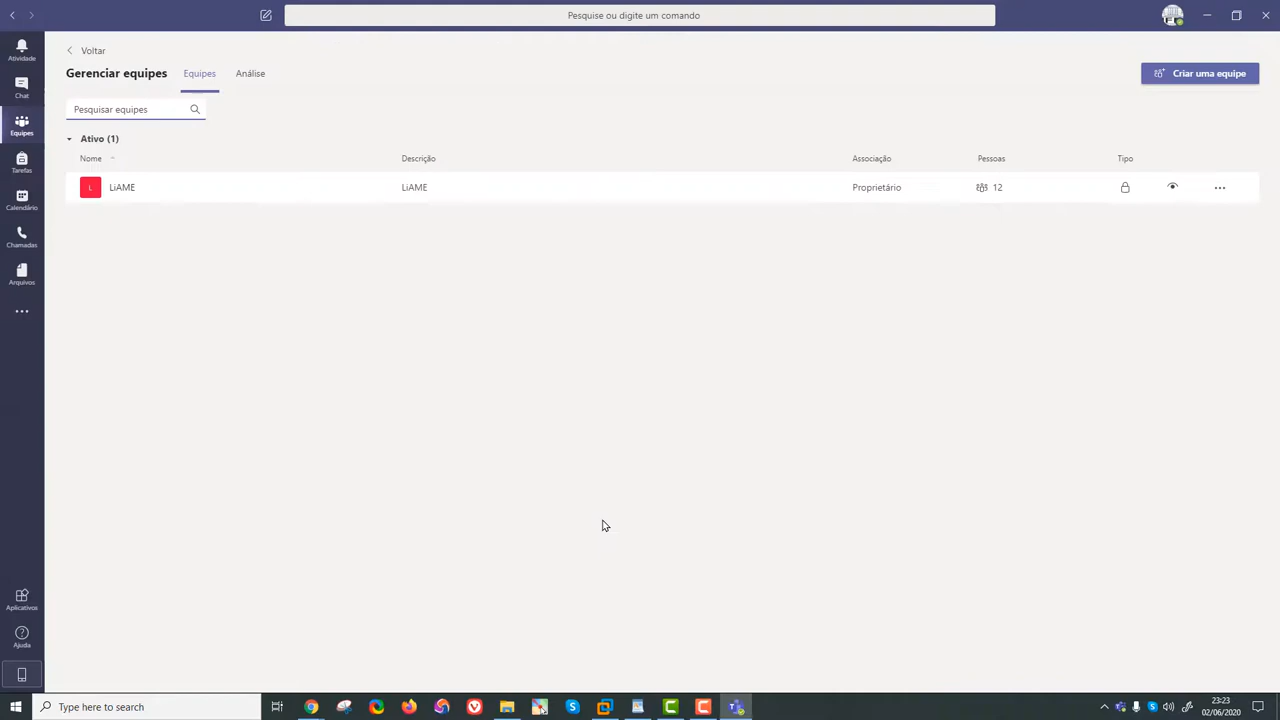 Pesquise ou digite um comando
Atividade
Chat
Equipes
Tarefas
Calendário
Chamadas
Arquivos
Aplicativos
Ajuda
Voltar
Gerenciar equipes Equipes Análise
Criar uma equipe
Pesquisar equipes
Ativo (1)
Nome Descrição Associação Pessoas Tipo
L LiAME LiAME Proprietário 12
Type here to search
23:23
02/06/2020